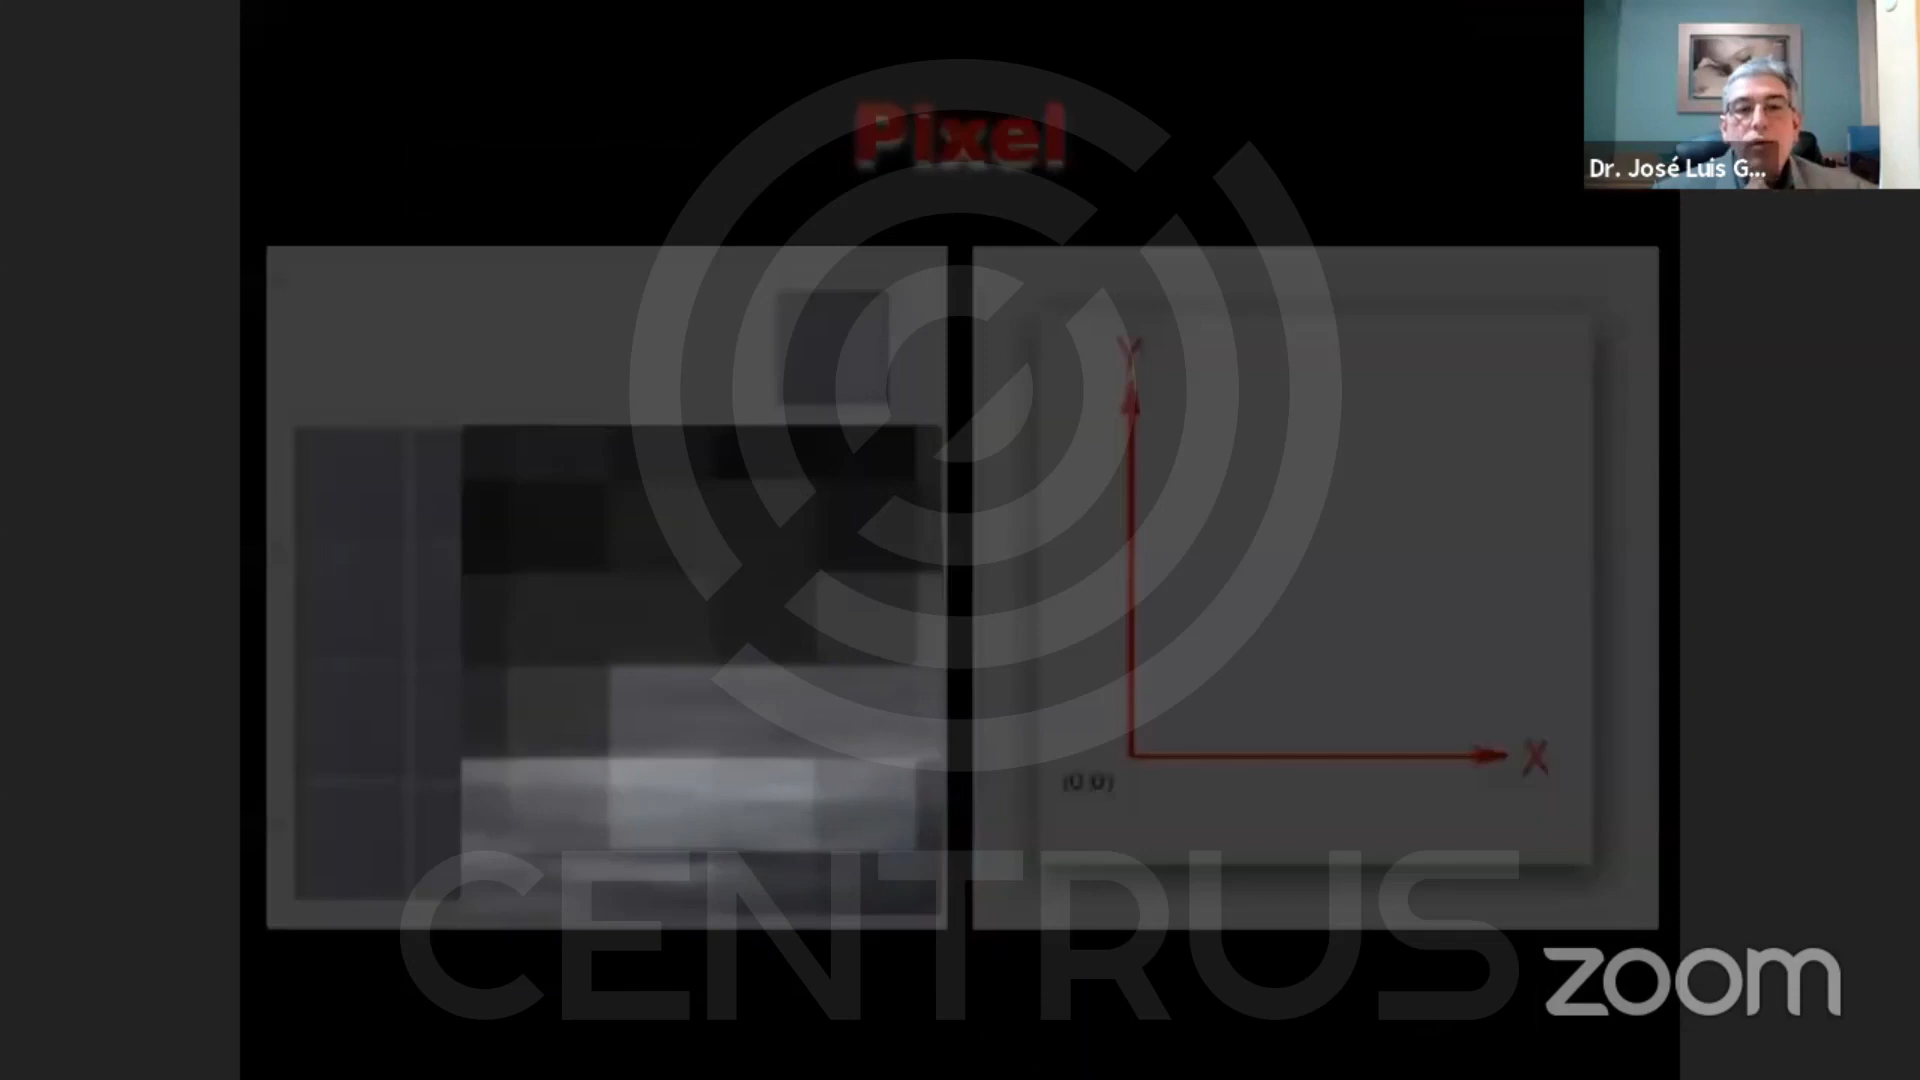 Pixel
Dr. José Luis G...
Y
X
(0,0)
CENTRUS
zoom